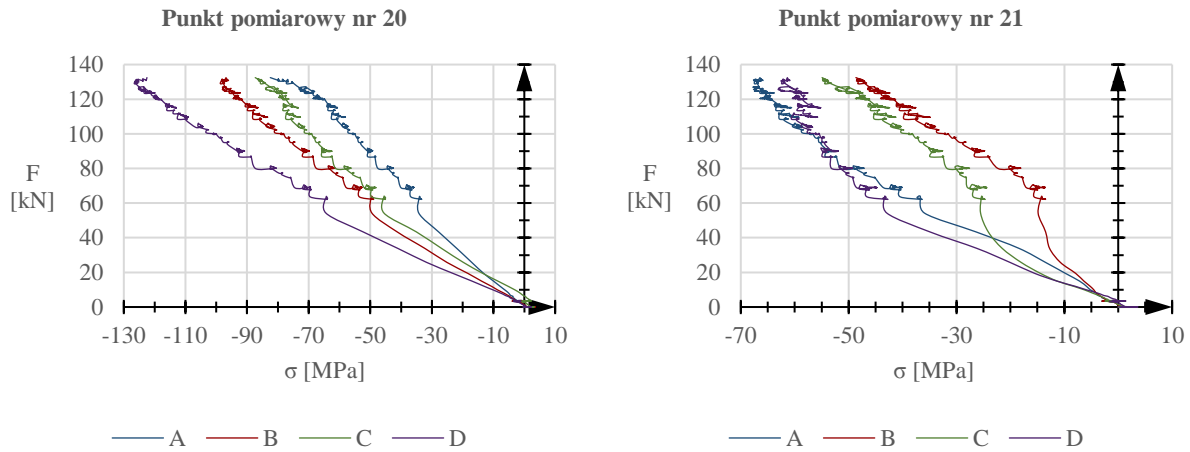 Punkt pomiarowy nr 20
140
120
100
80
60
40
20
0
F
[kN]
-130 -110 -90 -70 -50 -30 -10 10
σ [MPa]
A B C D
Punkt pomiarowy nr 21
140
120
100
80
60
40
20
0
F
[kN]
-70 -50 -30 -10 10
σ [MPa]
A B C D